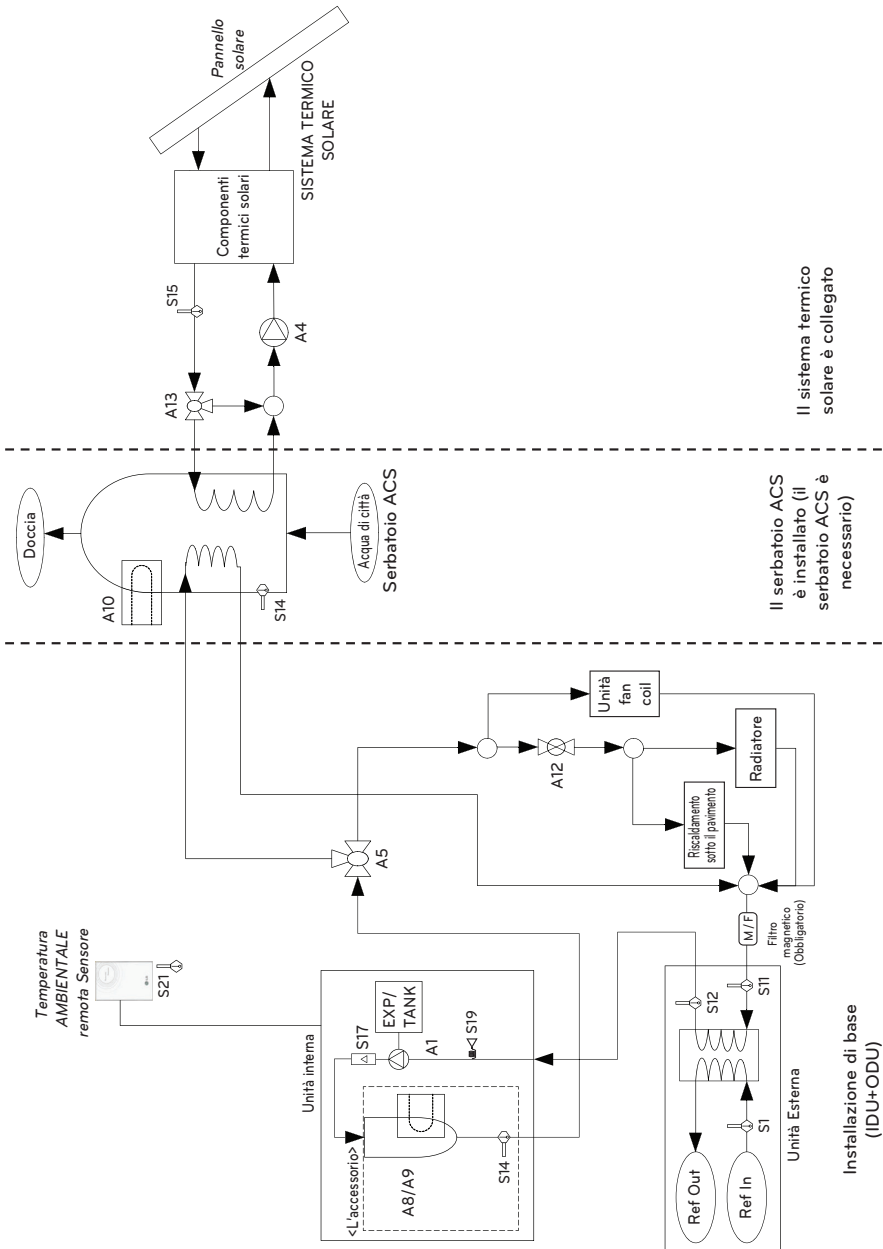 Pannello
solare
SISTEMA TERMICO
SOLARE
Componenti
termici solari
S15
A4
A13
Il sistema termico
solare è collegato
Doccia
A10
S14
Acqua di città
Serbatoio ACS
Il serbatoio ACS
è installato (il
serbatoio ACS è
necessario)
Unità
fan
coil
A12
Radiatore
Riscaldamento
sotto il pavimento
A5
M / F
Filtro
magnetico
(Obbligatorio)
Temperatura
AMBIENTALE
remota Sensore
S21
Unità interna
EXP/
TANK
S17
A1
S19
<L'accessorio>
A8/A9
S14
S12
S11
S1
Ref Out
Ref In
Unità Esterna
Installazione di base
(IDU+ODU)